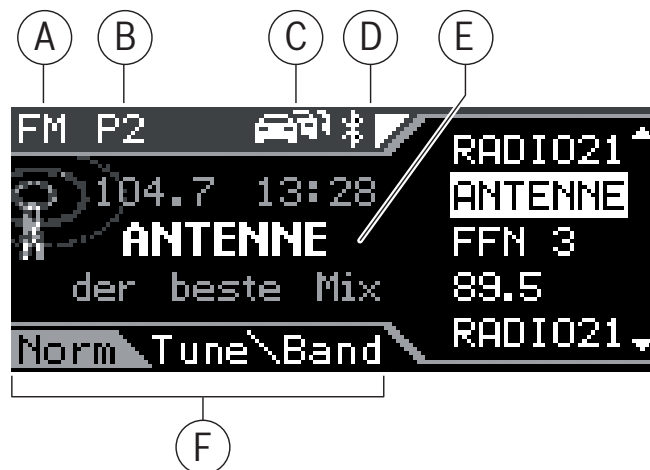 A B C D E
FM P2
104.7 13:28
ANTENNE
der beste Mix
Norm Tune Band
RADIO21
ANTENNE
FFN 3
89.5
RADIO21
F